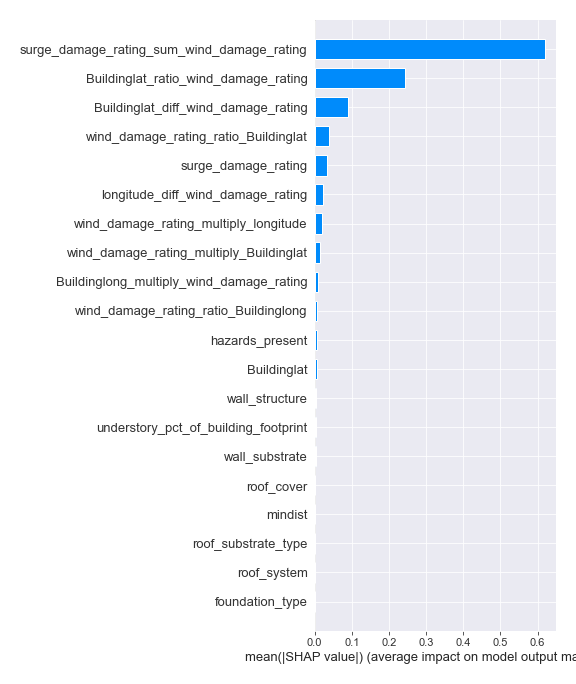 surge_damage_rating_sum_wind_damage_rating
Buildinglat_ratio_wind_damage_rating
Buildinglat_diff_wind_damage_rating
wind_damage_rating_ratio_Buildinglat
surge_damage_rating
longitude_diff_wind_damage_rating
wind_damage_rating_multiply_longitude
wind_damage_rating_multiply_Buildinglat
Buildinglong_multiply_wind_damage_rating
wind_damage_rating_ratio_Buildinglong
hazards_present
Buildinglat
wall_structure
understory_pct_of_building_footprint
wall_substrate
roof_cover
mindist
roof_substrate_type
roof_system
foundation_type
0.0 0.1 0.2 0.3 0.4 0.5 0.6
mean(|SHAP value|) (average impact on model output ma